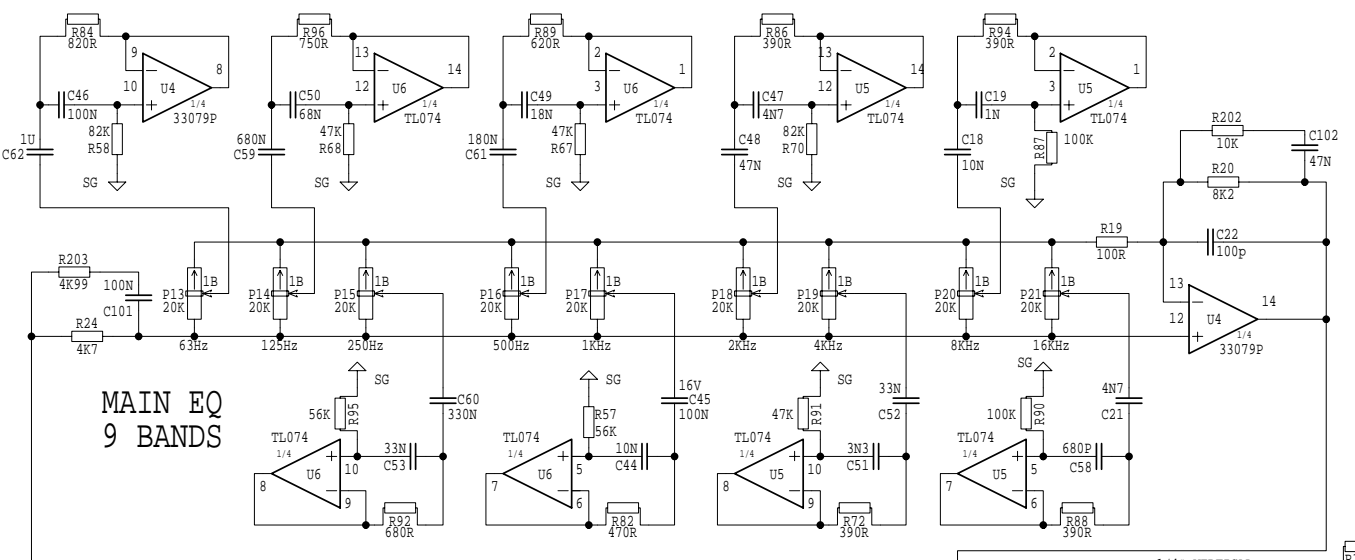 R84
820R
9
10
8
U4
1/4
33079P
C46
100N
82K
R58
1U
C62
SG
R96
750R
13
12
14
U6
1/4
TL074
C50
68N
47K
R68
680N
C59
SG
R89
620R
2
3
1
U6
1/4
TL074
C49
18N
47K
R67
180N
C61
SG
R86
390R
13
12
14
U5
1/4
TL074
C47
4N7
82K
R70
C48
47N
SG
R94
390R
2
3
1
U5
1/4
TL074
C19
1N
R87
100K
C18
10N
SG
R202
10K
C102
47N
R20
8K2
R19
100R
C22
100p
R203
4K99
100N
C101
R24
4K7
P13
20K
1B
63Hz
P14
20K
1B
125Hz
P15
20K
1B
250Hz
P16
20K
1B
500Hz
P17
20K
1B
1KHz
P18
20K
1B
2KHz
P19
20K
1B
4KHz
P20
20K
1B
8KHz
P21
20K
1B
16KHz
13
12
14
U4
1/4
33079P
MAIN EQ
9 BANDS
SG
56K
R95
C60
330N
TL074
1/4
U6
33N
C53
10
9
8
R92
680R
SG
R57
56K
16V
C45
100N
TL074
1/4
U6
10N
C44
5
6
7
R82
470R
SG
47K
R91
33N
C52
TL074
1/4
U5
3N3
C51
10
9
8
R72
390R
SG
100K
R90
4N7
C21
TL074
1/4
U5
680P
C58
5
6
7
R88
390R